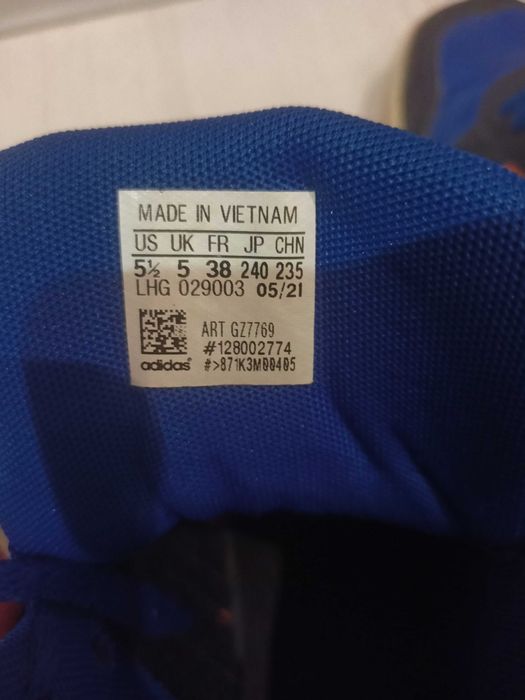 MADE IN VIETNAM
US UK FR JP CHN
5½ 5 38 240 235
LHG 029003 05/21
ART GZ7769
#128002774
adidas® #>871K3M00405